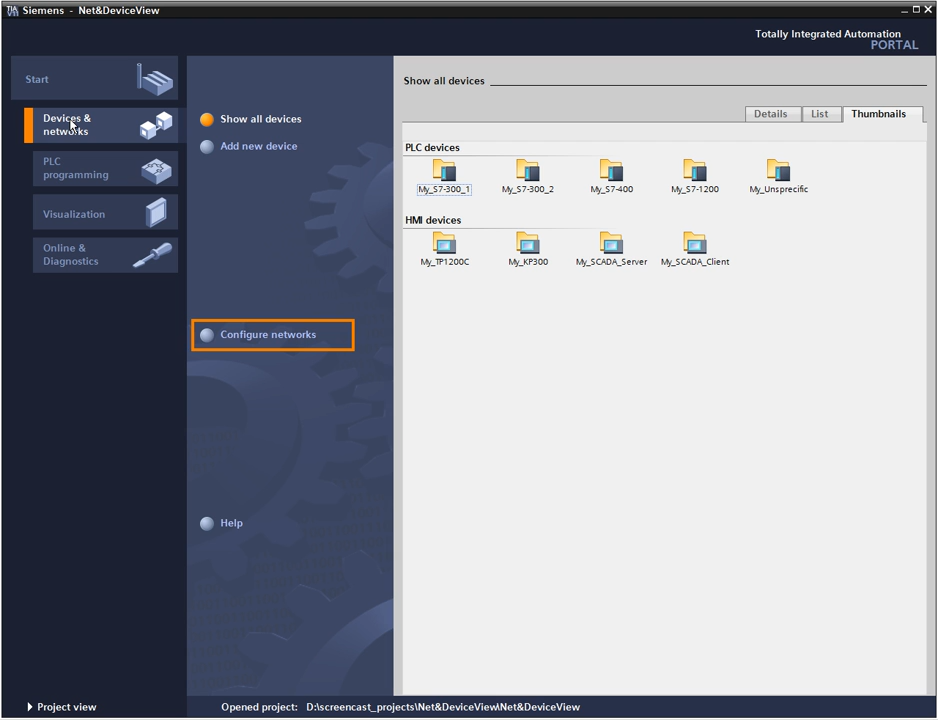 Siemens - Net&DeviceView
Totally Integrated Automation
PORTAL
Start
Devices &
networks
PLC
programming
Visualization
Online &
Diagnostics
Show all devices
Add new device
Configure networks
Help
Show all devices
Details List Thumbnails
PLC devices
My_S7-300_1 My_S7-300_2 My_S7-400 My_S7-1200 My_Unsprecific
HMI devices
My_TP1200C My_KP300 My_SCADA_Server My_SCADA_Client
Project view
Opened project: D:\screencast_projects\Net&DeviceView\Net&DeviceView